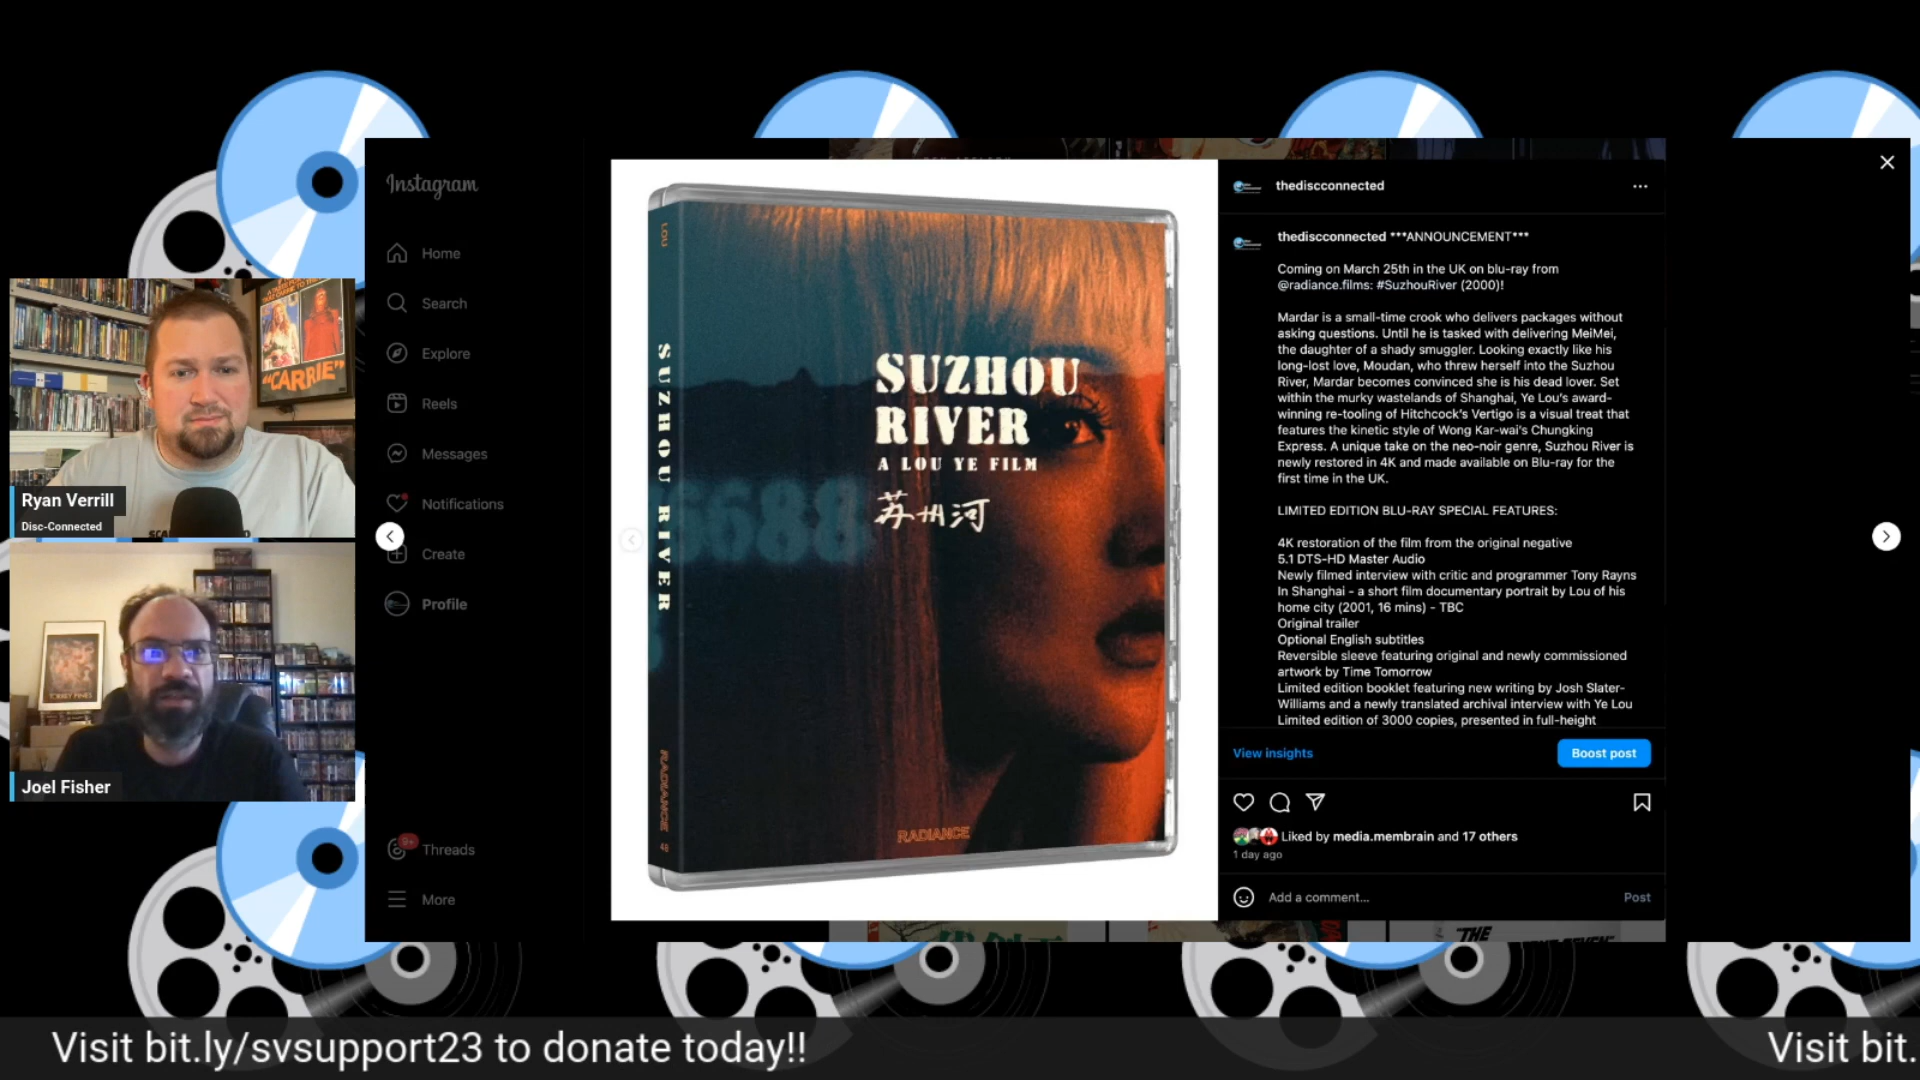 "CARRIE"
Ryan Verrill
Disc-Connected
TORREY PINES
Joel Fisher
Instagram
Home
Search
Explore
Reels
Messages
Notifications
Create
Profile
9+
Threads
More
LOU
SUZHOU RIVER
RADIANCE
48
SUZHOU
RIVER
A LOU YE FILM
苏州河
6688
RADIANCE
thediscconnected
thediscconnected ***ANNOUNCEMENT***
Coming on March 25th in the UK on blu-ray from
@radiance.films: #SuzhouRiver (2000)!
Mardar is a small-time crook who delivers packages without
asking questions. Until he is tasked with delivering MeiMei,
the daughter of a shady smuggler. Looking exactly like his
long-lost love, Moudan, who threw herself into the Suzhou
River, Mardar becomes convinced she is his dead lover. Set
within the murky wastelands of Shanghai, Ye Lou's award-
winning re-tooling of Hitchcock's Vertigo is a visual treat that
features the kinetic style of Wong Kar-wai's Chungking
Express. A unique take on the neo-noir genre, Suzhou River is
newly restored in 4K and made available on Blu-ray for the
first time in the UK.
LIMITED EDITION BLU-RAY SPECIAL FEATURES:
4K restoration of the film from the original negative
5.1 DTS-HD Master Audio
Newly filmed interview with critic and programmer Tony Rayns
In Shanghai - a short film documentary portrait by Lou of his
home city (2001, 16 mins) - TBC
Original trailer
Optional English subtitles
Reversible sleeve featuring original and newly commissioned
artwork by Time Tomorrow
Limited edition booklet featuring new writing by Josh Slater-
Williams and a newly translated archival interview with Ye Lou
Limited edition of 3000 copies, presented in full-height
View insights
Boost post
Liked by media.membrain and 17 others
1 day ago
Add a comment...
Post
THE
Visit bit.ly/svsupport23 to donate today!!
Visit bit.